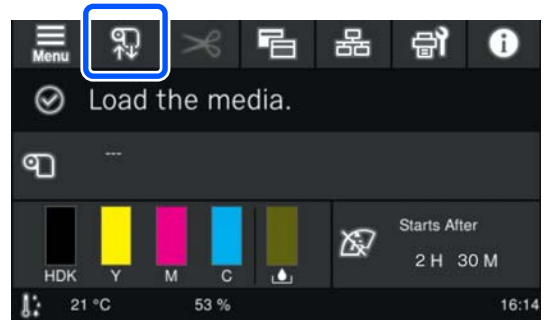 Menu
Load the media.
---
HDK Y M C
Starts After
2 H 30 M
21 °C 53 % 16:14